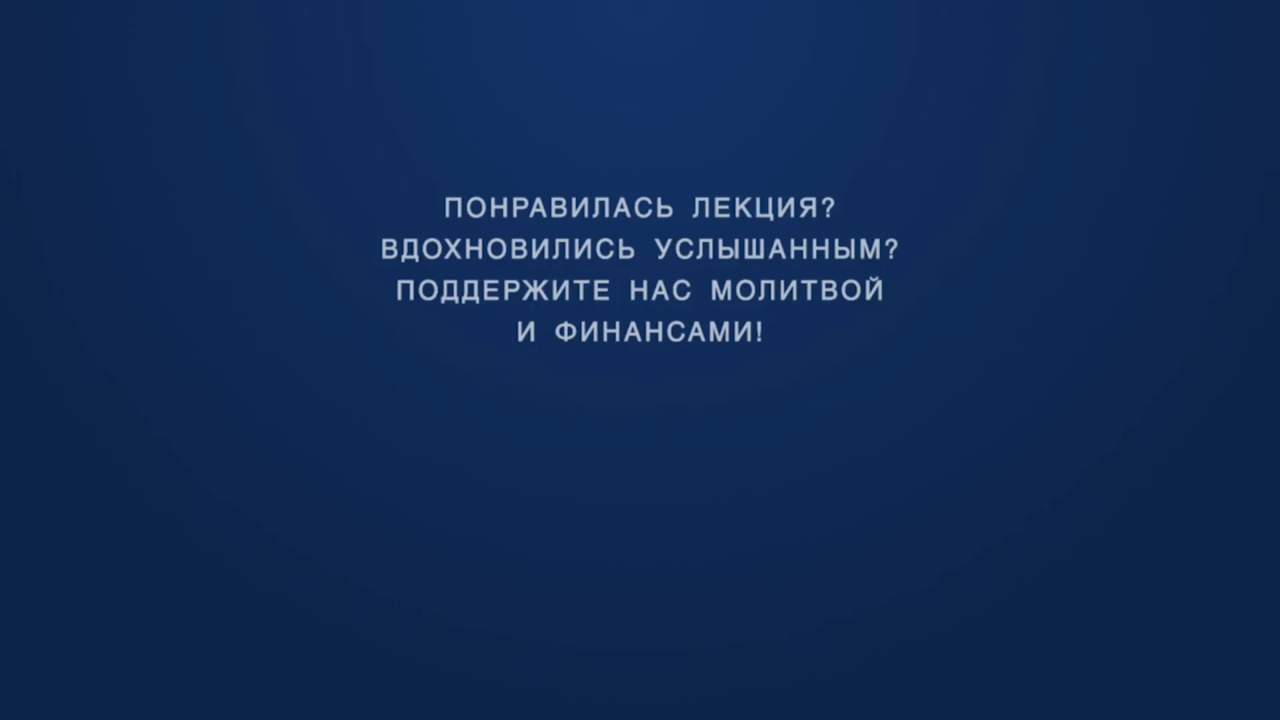 ПОНРАВИЛАСЬ ЛЕКЦИЯ?
ВДОХНОВИЛИСЬ УСЛЫШАННЫМ?
ПОДДЕРЖИТЕ НАС МОЛИТВОЙ
И ФИНАНСАМИ!